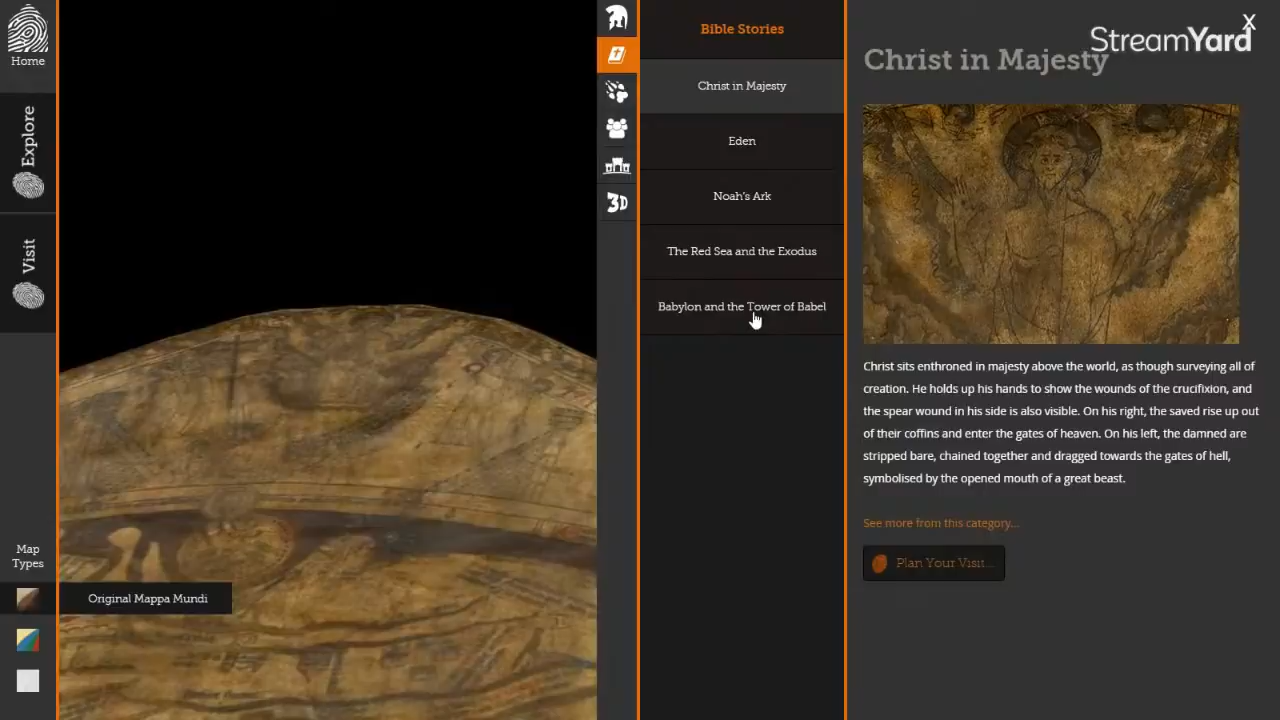 Home
Explore
Visit
Map
Types
Original Mappa Mundi
3D
Bible Stories
Christ in Majesty
Eden
Noah's Ark
The Red Sea and the Exodus
Babylon and the Tower of Babel
X
StreamYard
Christ in Majesty
Christ sits enthroned in majesty above the world, as though surveying all of
creation. He holds up his hands to show the wounds of the crucifixion, and
the spear wound in his side is also visible. On his right, the saved rise up out
of their coffins and enter the gates of heaven. On his left, the damned are
stripped bare, chained together and dragged towards the gates of hell,
symbolised by the opened mouth of a great beast.
See more from this category...
Plan Your Visit...